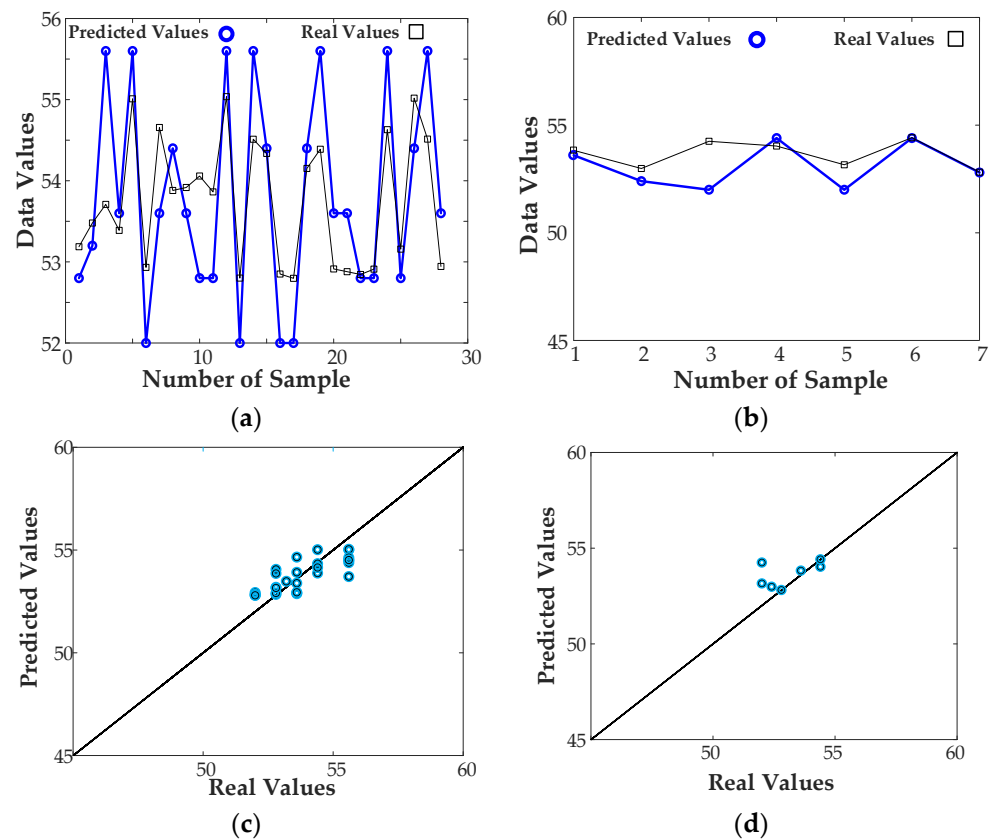 56
55
54
53
52
Data Values
Predicted Values
Real Values
0
10
20
30
Number of Sample
(a)
60
55
50
45
Data Values
Predicted Values
Real Values
1
2
3
4
5
6
7
Number of Sample
(b)
60
55
50
45
Predicted Values
50
55
60
Real Values
(c)
60
55
50
45
Predicted Values
50
55
60
Real Values
(d)